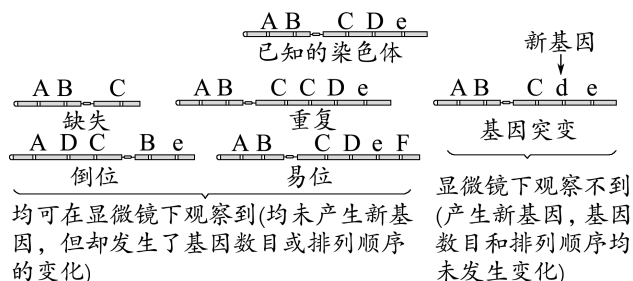 A B C D e
已知的染色体
新基因
A B C
缺失
A B C C D e
重复
A B C d e
基因突变
A D C B e
倒位
A B C D e F
易位
均可在显微镜下观察到(均未产生新基
因，但却发生了基因数目或排列顺序
的变化)
显微镜下观察不到
(产生新基因，基因
数目和排列顺序均
未发生变化)